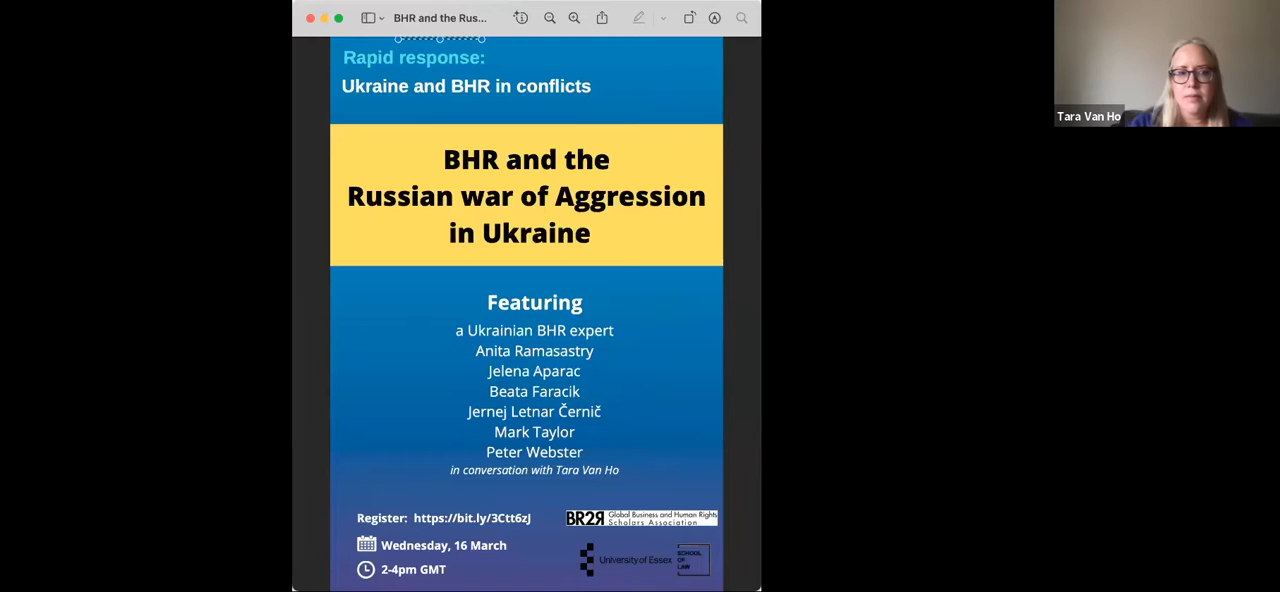 BHR and the Rus...
Rapid response:
Ukraine and BHR in conflicts
BHR and the
Russian war of Aggression
in Ukraine
Featuring
a Ukrainian BHR expert
Anita Ramasastry
Jelena Aparac
Beata Faracik
Jernej Letnar Černič
Mark Taylor
Peter Webster
in conversation with Tara Van Ho
Register: https://bit.ly/3Ctt6zJ
BR2R Global Business and Human Rights
Scholars Association
Wednesday, 16 March
2-4pm GMT
University of Essex
SCHOOL
OF
LAW
Tara Van Ho